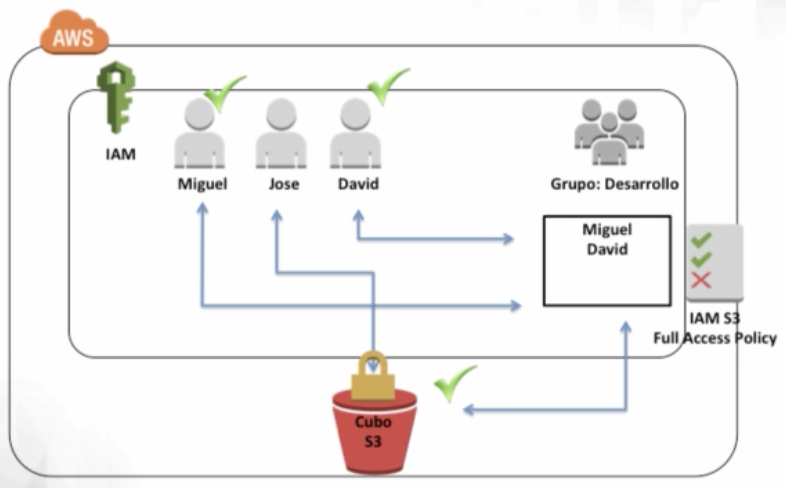 AWS
IAM
Miguel
Jose
David
Grupo: Desarrollo
Miguel
David
IAM S3
Full Access Policy
Cubo
S3